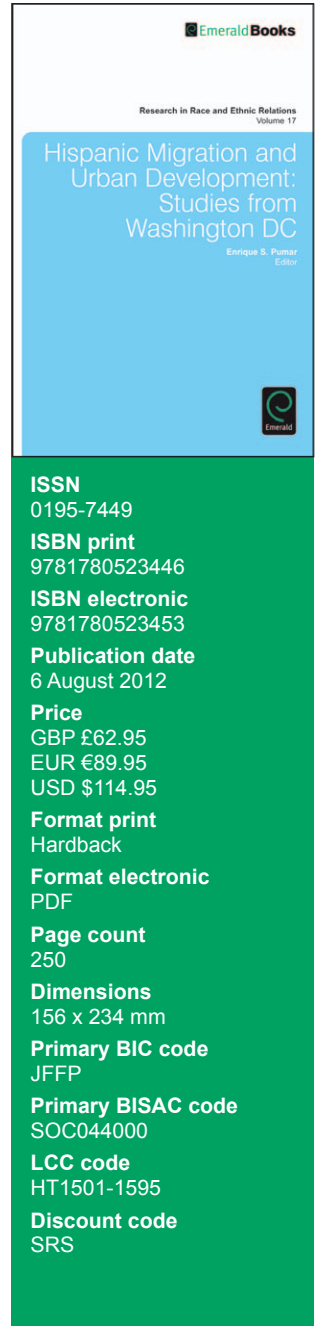 Emerald Books
Research in Race and Ethnic Relations
Volume 17
Hispanic Migration and
Urban Development:
Studies from
Washington DC
Enrique S. Pumar
Editor
Emerald
ISSN
0195-7449
ISBN print
9781780523446
ISBN electronic
9781780523453
Publication date
6 August 2012
Price
GBP £62.95
EUR €89.95
USD $114.95
Format print
Hardback
Format electronic
PDF
Page count
250
Dimensions
156 x 234 mm
Primary BIC code
JFFP
Primary BISAC code
SOC044000
LCC code
HT1501-1595
Discount code
SRS